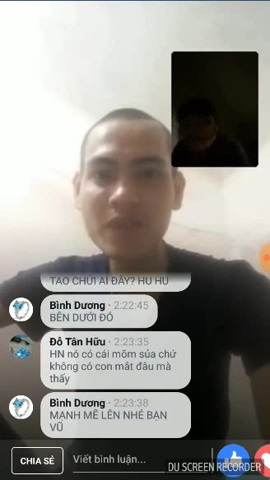 TAO CHỬI AI ĐÂY? HU HU
Bình Dương · 2:22:45
BÊN DƯỚI ĐÓ
Đỗ Tân Hữu · 2:23:35
HN nó có cái mõm sủa chứ
không có con mắt đâu mà
thấy
Bình Dương · 2:23:38
MẠNH MẼ LÊN NHÉ BẠN
VŨ
CHIA SẺ
Viết bình luận...
DU SCREEN RECORDER